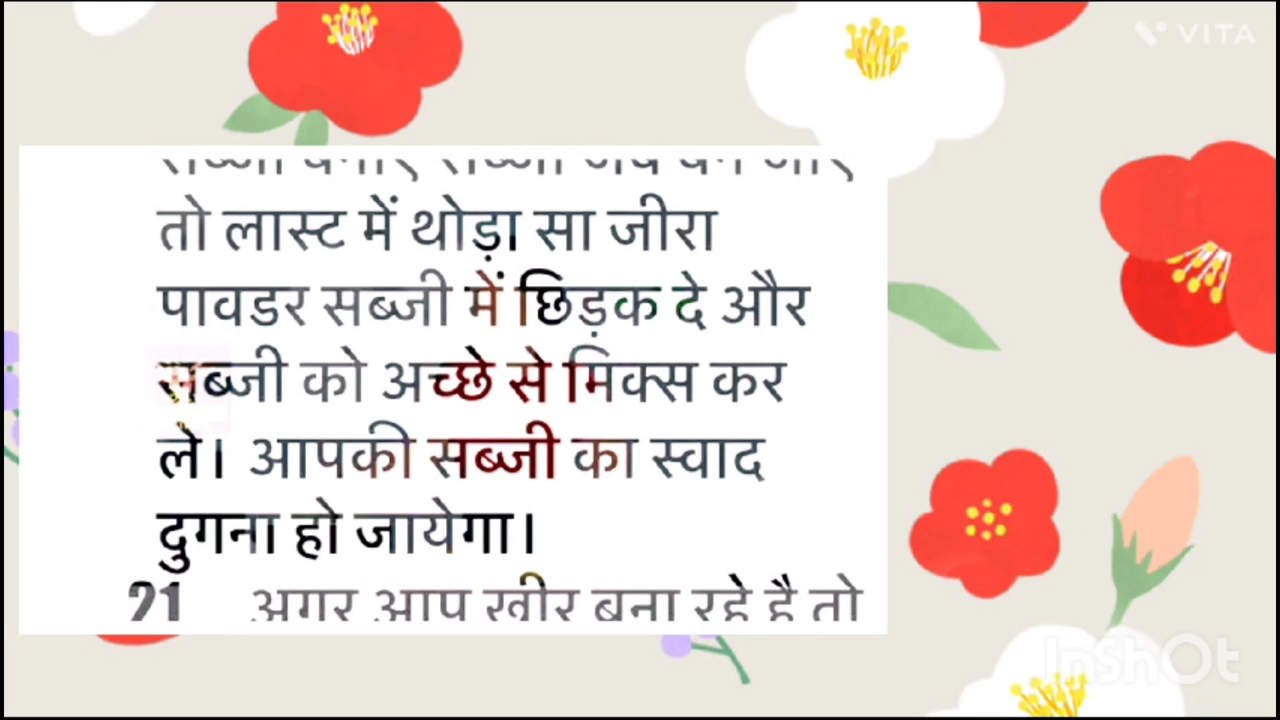 VITA
तो लास्ट में थोड़ा सा जीरा
पावडर सब्जी में छिड़क दे और
सब्जी को अच्छे से मिक्स कर
ले। आपकी सब्जी का स्वाद
दुगना हो जायेगा।
21 अगर आप खीर बना रहे है तो
InShOt